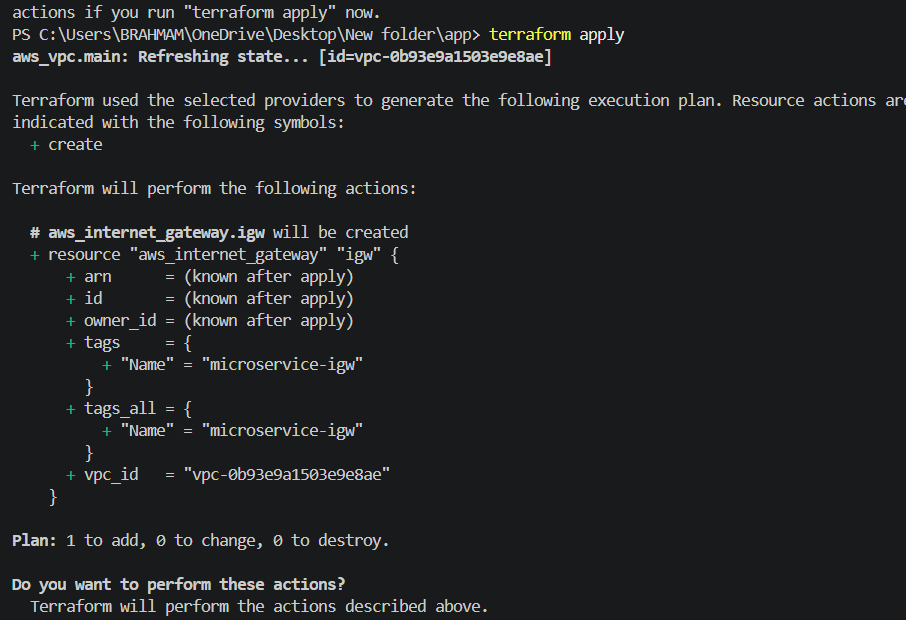 actions if you run "terraform apply" now.
PS C:\Users\BRAHMAM\OneDrive\Desktop\New folder\app> terraform apply
aws_vpc.main: Refreshing state... [id=vpc-0b93e9a1503e9e8ae]
Terraform used the selected providers to generate the following execution plan. Resource actions are
indicated with the following symbols:
  + create
Terraform will perform the following actions:
  # aws_internet_gateway.igw will be created
  + resource "aws_internet_gateway" "igw" {
      + arn      = (known after apply)
      + id       = (known after apply)
      + owner_id = (known after apply)
      + tags     = {
          + "Name" = "microservice-igw"
        }
      + tags_all = {
          + "Name" = "microservice-igw"
        }
      + vpc_id   = "vpc-0b93e9a1503e9e8ae"
    }
Plan: 1 to add, 0 to change, 0 to destroy.
Do you want to perform these actions?
  Terraform will perform the actions described above.